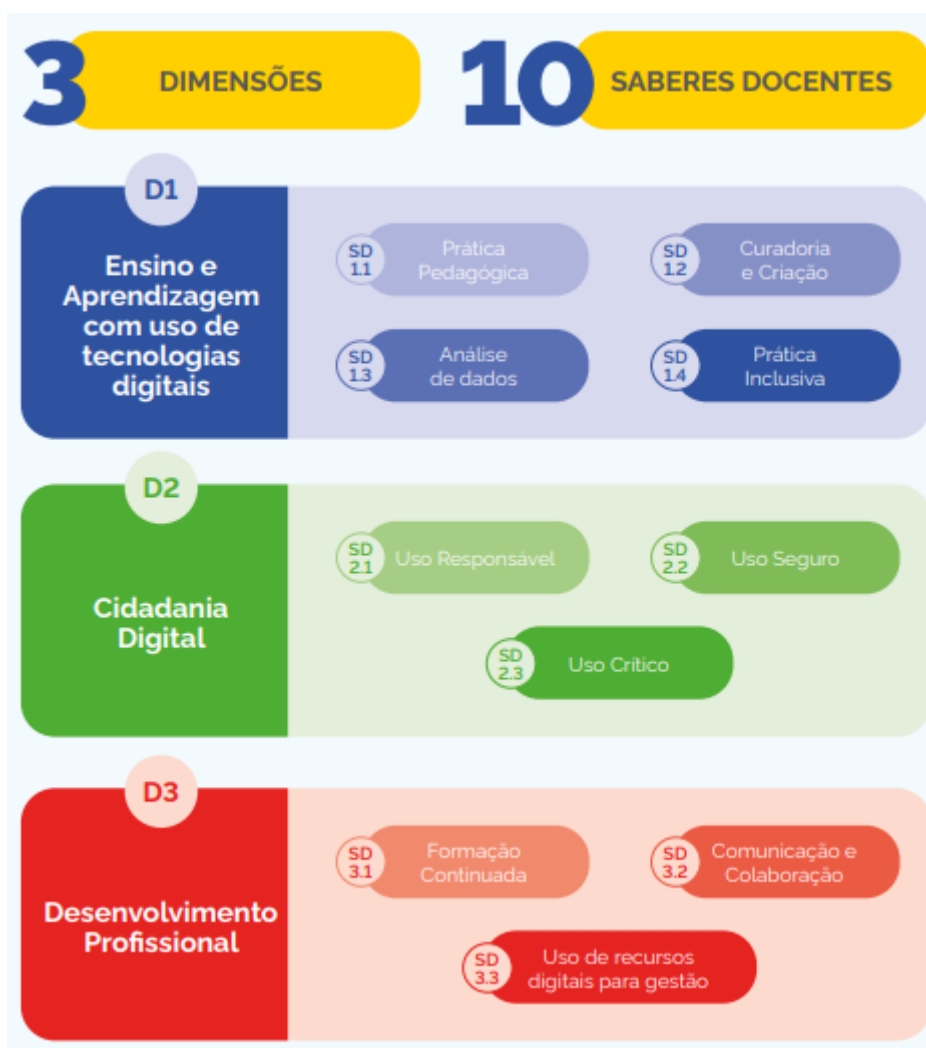 3 DIMENSÕES
10 SABERES DOCENTES
D1
Ensino e
Aprendizagem
com uso de
tecnologias
digitais
SD
1.1
Prática
Pedagógica
SD
1.2
Curadoria
e Criação
SD
1.3
Análise
de dados
SD
1.4
Prática
Inclusiva
D2
Cidadania
Digital
SD
2.1
Uso Responsável
SD
2.2
Uso Seguro
SD
2.3
Uso Crítico
D3
Desenvolvimento
Profissional
SD
3.1
Formação
Continuada
SD
3.2
Comunicação e
Colaboração
SD
3.3
Uso de recursos
digitais para gestão